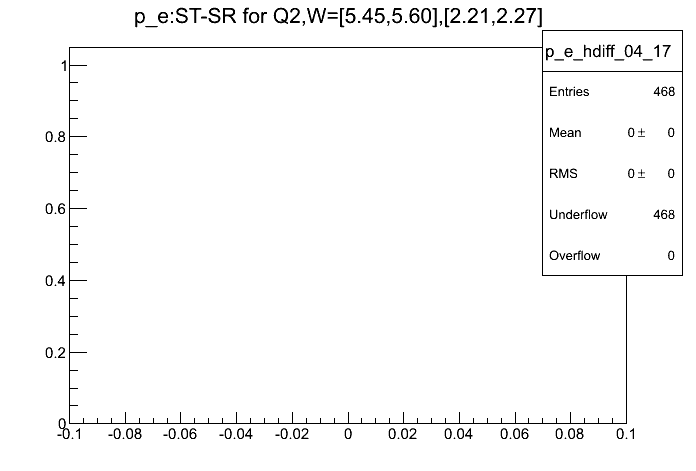 p_e:ST-SR for Q2,W=[5.45,5.60],[2.21,2.27]
p_e_hdiff_04_17
Entries 468
Mean 0 ± 0
RMS 0 ± 0
Underflow 468
Overflow 0
1
0.8
0.6
0.4
0.2
0
-0.1 -0.08 -0.06 -0.04 -0.02 0 0.02 0.04 0.06 0.08 0.1